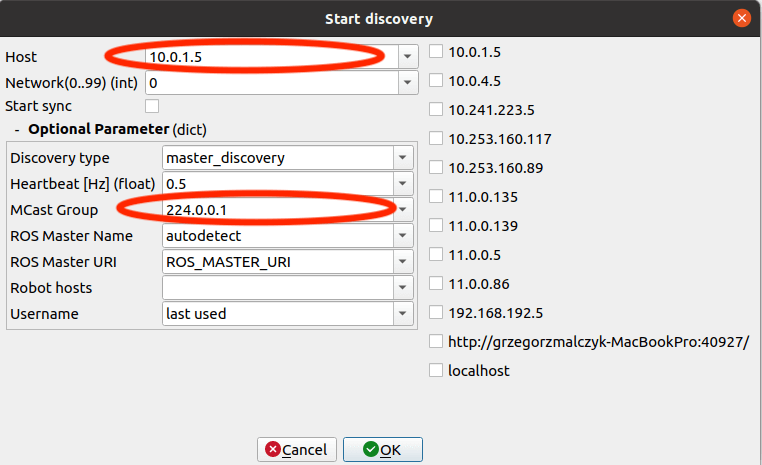 Start discovery
Host 10.0.1.5
Network(0..99) (int) 0
Start sync
- Optional Parameter (dict)
Discovery type master_discovery
Heartbeat [Hz] (float) 0.5
MCast Group 224.0.0.1
ROS Master Name autodetect
ROS Master URI ROS_MASTER_URI
Robot hosts
Username last used
10.0.1.5
10.0.4.5
10.241.223.5
10.253.160.117
10.253.160.89
11.0.0.135
11.0.0.139
11.0.0.5
11.0.0.86
192.168.192.5
http://grzegorzmalczyk-MacBookPro:40927/
localhost
Cancel OK